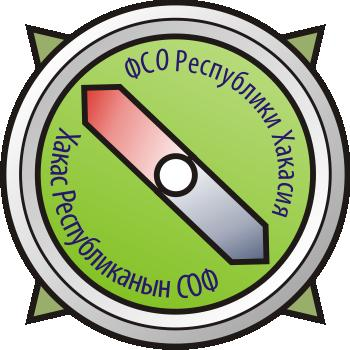 ФСО Республики Хакасия
Хакас Республиканын СОФ